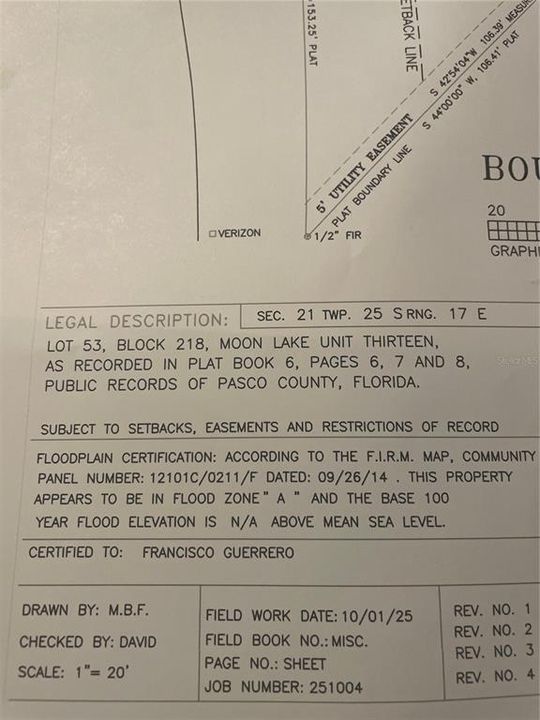 153.25' PLAT
ETBACK LINE
S 42°54'04"W 106.39' MEASU
S 44°00'00" W, 106.41' PLAT
5' UTILITY EASEMENT
PLAT BOUNDARY LINE
BOU
VERIZON
1/2" FIR
20
GRAPHI
LEGAL DESCRIPTION: SEC. 21 TWP. 25 S RNG. 17 E
LOT 53, BLOCK 218, MOON LAKE UNIT THIRTEEN,
AS RECORDED IN PLAT BOOK 6, PAGES 6, 7 AND 8,
PUBLIC RECORDS OF PASCO COUNTY, FLORIDA.
SUBJECT TO SETBACKS, EASEMENTS AND RESTRICTIONS OF RECORD
FLOODPLAIN CERTIFICATION: ACCORDING TO THE F.I.R.M. MAP, COMMUNITY
PANEL NUMBER: 12101C/0211/F DATED: 09/26/14 . THIS PROPERTY
APPEARS TO BE IN FLOOD ZONE " A " AND THE BASE 100
YEAR FLOOD ELEVATION IS N/A ABOVE MEAN SEA LEVEL.
CERTIFIED TO: FRANCISCO GUERRERO
DRAWN BY: M.B.F.
CHECKED BY: DAVID
SCALE: 1"= 20'
FIELD WORK DATE: 10/01/25
FIELD BOOK NO.: MISC.
PAGE NO.: SHEET
JOB NUMBER: 251004
REV. NO. 1
REV. NO. 2
REV. NO. 3
REV. NO. 4